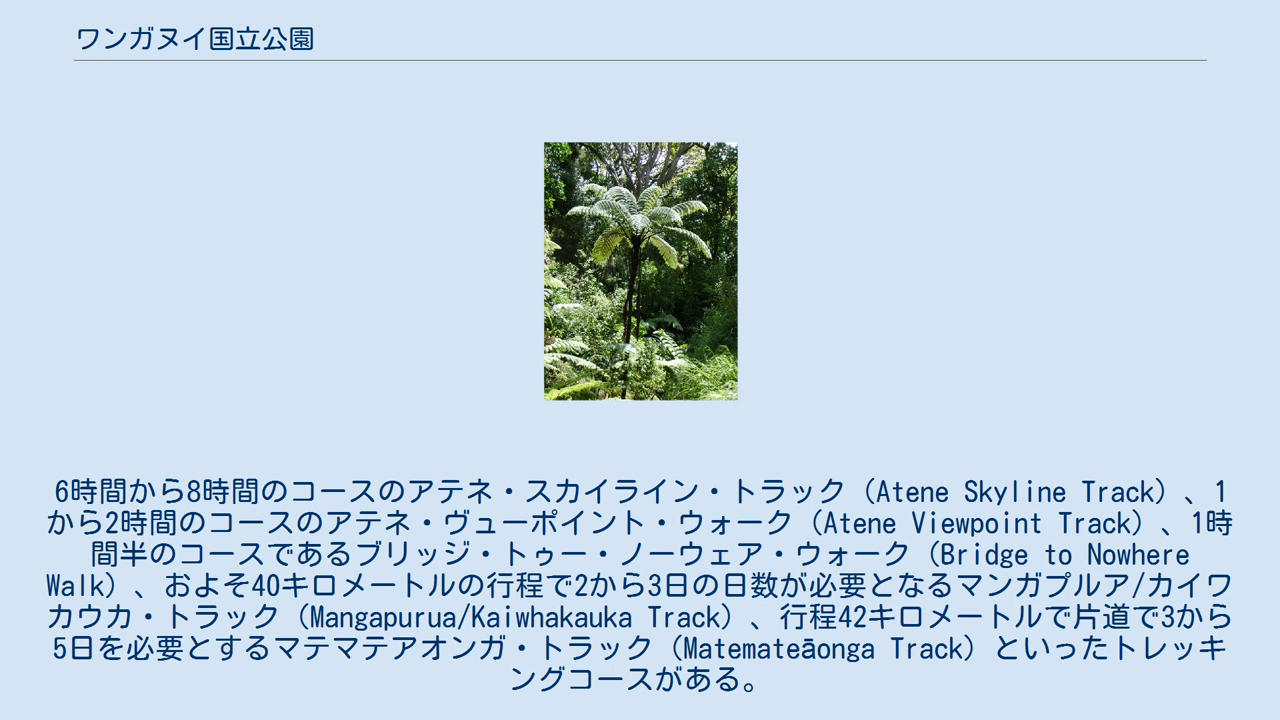 ワンガヌイ国立公園
6時間から8時間のコースのアテネ・スカイライン・トラック（Atene Skyline Track）、1
から2時間のコースのアテネ・ヴューポイント・ウォーク（Atene Viewpoint Track）、1時
間半のコースであるブリッジ・トゥー・ノーウェア・ウォーク（Bridge to Nowhere
Walk）、およそ40キロメートルの行程で2から3日の日数が必要となるマンガプルア/カイワ
カウカ・トラック（Mangapurua/Kaiwhakauka Track）、行程42キロメートルで片道で3から
5日を必要とするマテマテアオンガ・トラック（Matemateāonga Track）といったトレッキ
ングコースがある。